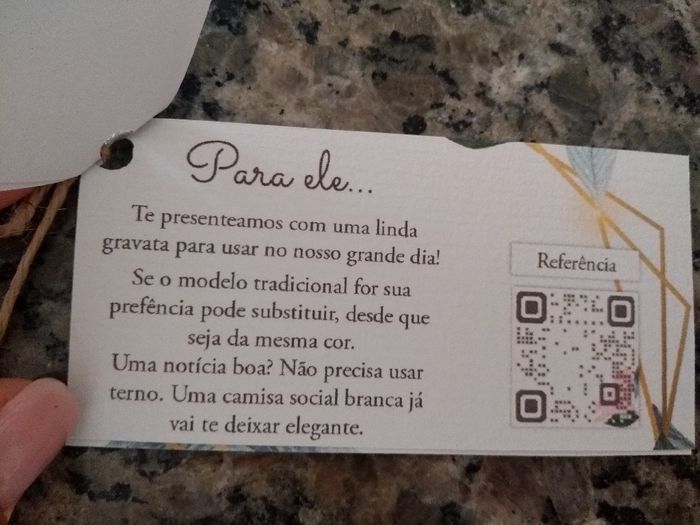 Para ele...
Te presenteamos com uma linda
gravata para usar no nosso grande dia!
Se o modelo tradicional for sua
prefência pode substituir, desde que
seja da mesma cor.
Uma notícia boa? Não precisa usar
terno. Uma camisa social branca já
vai te deixar elegante.
Referência